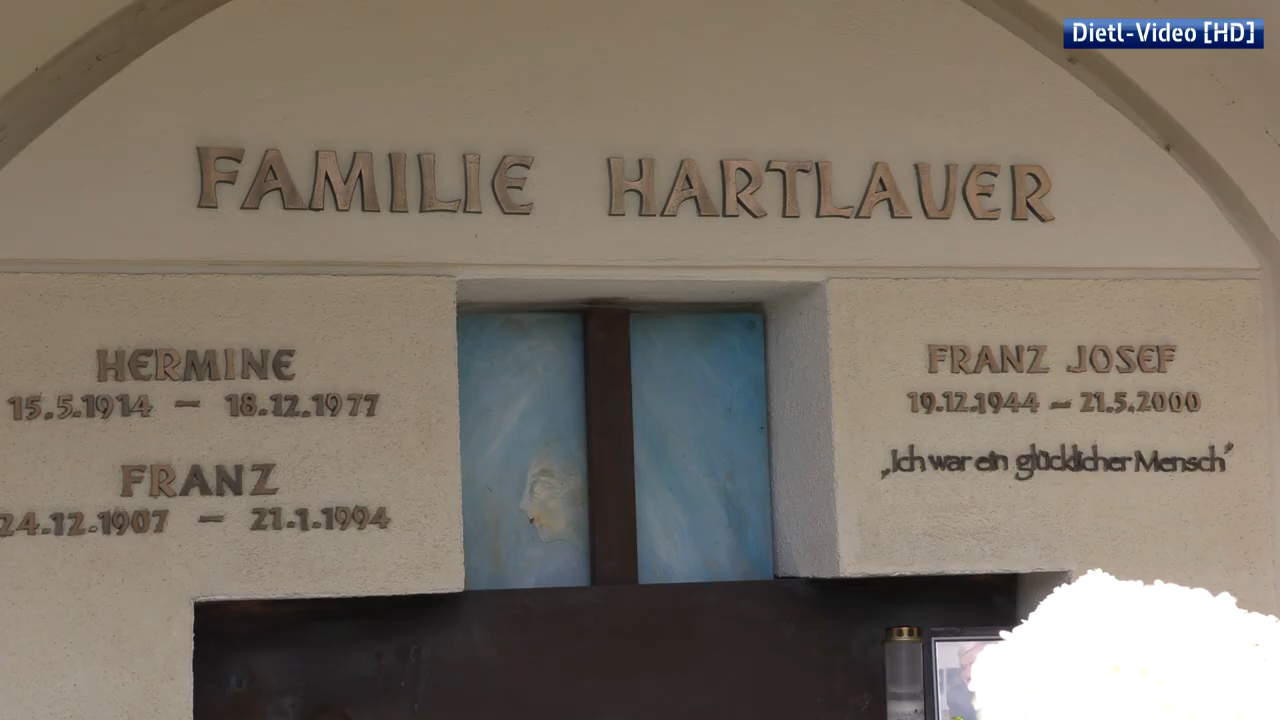 Dietl-Video [HD]
FAMILIE HARTLAUER
HERMINE
15.5.1914 – 18.12.1977
FRANZ
24.12.1907 – 21.1.1994
FRANZ JOSEF
19.12.1944 – 21.5.2000
„Ich war ein glücklicher Mensch”